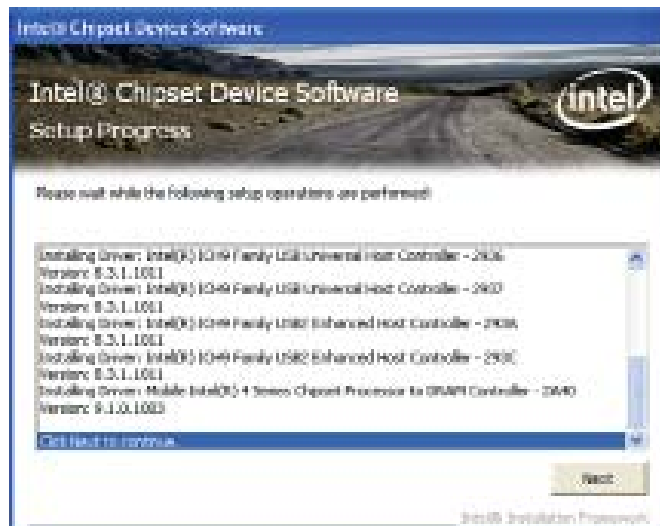 Intel® Chipset Device Software
Intel® Chipset Device Software
(intel)
Setup Progress
Please wait while the following setup operations are performed:
Installing Driver: Intel(R) ICH9 Family USB Universal Host Controller - 2936
Version: 8.3.1.1011
Installing Driver: Intel(R) ICH9 Family USB Universal Host Controller - 2937
Version: 8.3.1.1011
Installing Driver: Intel(R) ICH9 Family USB2 Enhanced Host Controller - 293A
Version: 8.3.1.1011
Installing Driver: Intel(R) ICH9 Family USB2 Enhanced Host Controller - 293C
Version: 8.3.1.1011
Installing Driver: Mobile Intel(R) 4 Series Chipset Processor to DRAM Controller - 2A40
Version: 9.1.0.1003
Click Next to continue.
Next
Intel® Installation Framework